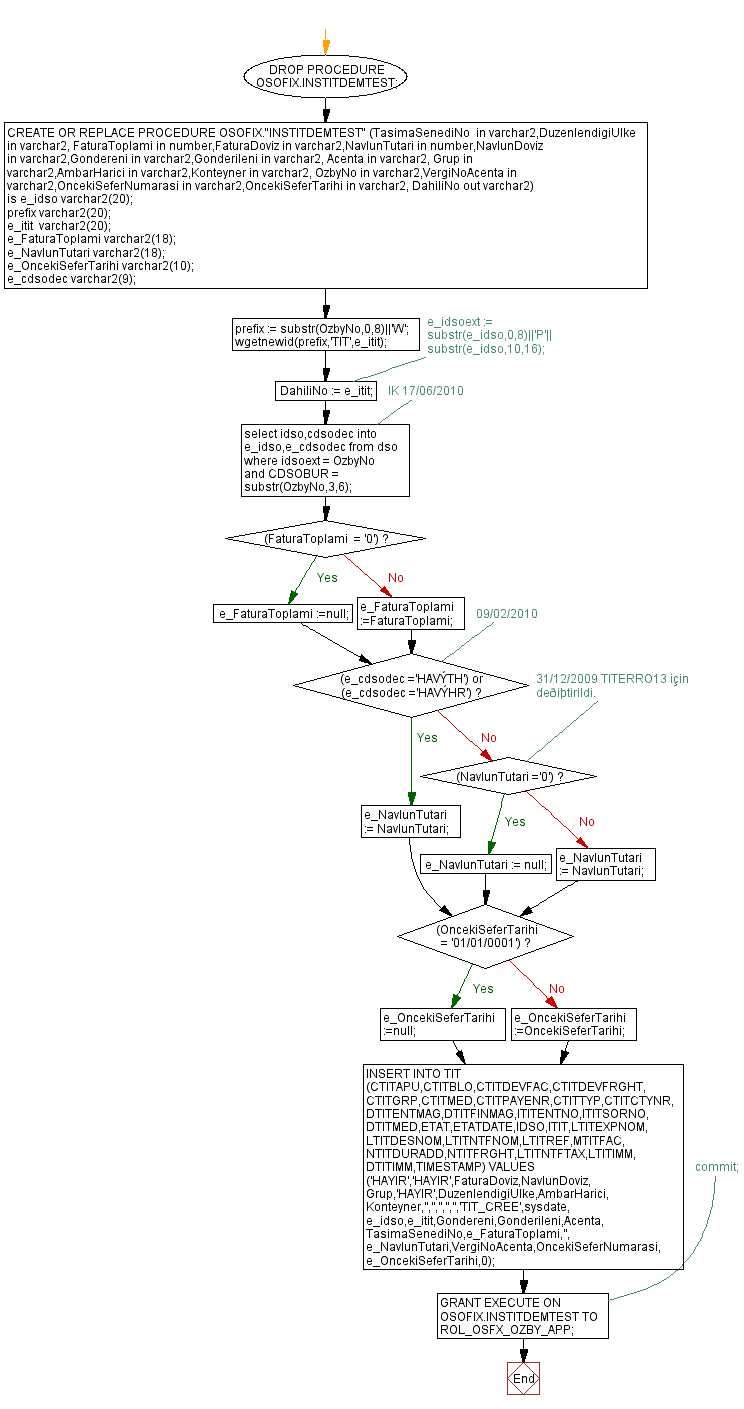 DROP PROCEDURE
OSOFIX.INSTITDEMTEST;
CREATE OR REPLACE PROCEDURE OSOFIX."INSTITDEMTEST" (TasimaSenediNo  in varchar2,DuzenlendigiUlke
in varchar2, FaturaToplami in number,FaturaDoviz in varchar2,NavlunTutari in number,NavlunDoviz
in varchar2,Gondereni in varchar2,Gonderileni in varchar2, Acenta in varchar2, Grup in
varchar2,AmbarHarici in varchar2,Konteyner in varchar2, OzbyNo in varchar2,VergiNoAcenta in
varchar2,OncekiSeferNumarasi in varchar2,OncekiSeferTarihi in varchar2, DahiliNo out varchar2)
is e_idso varchar2(20);
prefix varchar2(20);
e_itit  varchar2(20);
e_FaturaToplami varchar2(18);
e_NavlunTutari varchar2(18);
e_OncekiSeferTarihi varchar2(10);
e_cdsodec varchar2(9);
prefix := substr(OzbyNo,0,8)||'W';
wgetnewid(prefix,'TIT',e_itit);
e_idsoext :=
substr(e_idso,0,8)||'P'||
substr(e_idso,10,16);
DahiliNo := e_itit;
IK 17/06/2010
select idso,cdsodec into
e_idso,e_cdsodec from dso
where idsoext = OzbyNo
and CDSOBUR =
substr(OzbyNo,3,6);
(FaturaToplami  = '0') ?
Yes
No
e_FaturaToplami :=null;
e_FaturaToplami
:=FaturaToplami;
09/02/2010
(e_cdsodec ='HAVÝTH') or
(e_cdsodec ='HAVÝHR') ?
31/12/2009 TITERRO13 için
deðiþtirildi.
Yes
No
(NavlunTutari ='0') ?
e_NavlunTutari
:= NavlunTutari;
Yes
No
e_NavlunTutari := null;
e_NavlunTutari
:= NavlunTutari;
(OncekiSeferTarihi
= '01/01/0001') ?
Yes
No
e_OncekiSeferTarihi
:=null;
e_OncekiSeferTarihi
:=OncekiSeferTarihi;
INSERT INTO TIT
(CTITAPU,CTITBLO,CTITDEVFAC,CTITDEVFRGHT,
CTITGRP,CTITMED,CTITPAYENR,CTITTYP,CTITCTYNR,
DTITENTMAG,DTITFINMAG,ITITENTNO,ITITSORNO,
DTITMED,ETAT,ETATDATE,IDSO,ITIT,LTITEXPNOM,
LTITDESNOM,LTITNTFNOM,LTITREF,MTITFAC,
NTITDURADD,NTITFRGHT,LTITNTFTAX,LTITIMM,
DTITIMM,TIMESTAMP) VALUES
('HAYIR','HAYIR',FaturaDoviz,NavlunDoviz,
Grup,'HAYIR',DuzenlendigiUlke,AmbarHarici,
Konteyner,'','','','','','TIT_CREE',sysdate,
e_idso,e_itit,Gondereni,Gonderileni,Acenta,
TasimaSenediNo,e_FaturaToplami,'',
e_NavlunTutari,VergiNoAcenta,OncekiSeferNumarasi,
e_OncekiSeferTarihi,0);
commit;
GRANT EXECUTE ON
OSOFIX.INSTITDEMTEST TO
ROL_OSFX_OZBY_APP;
End